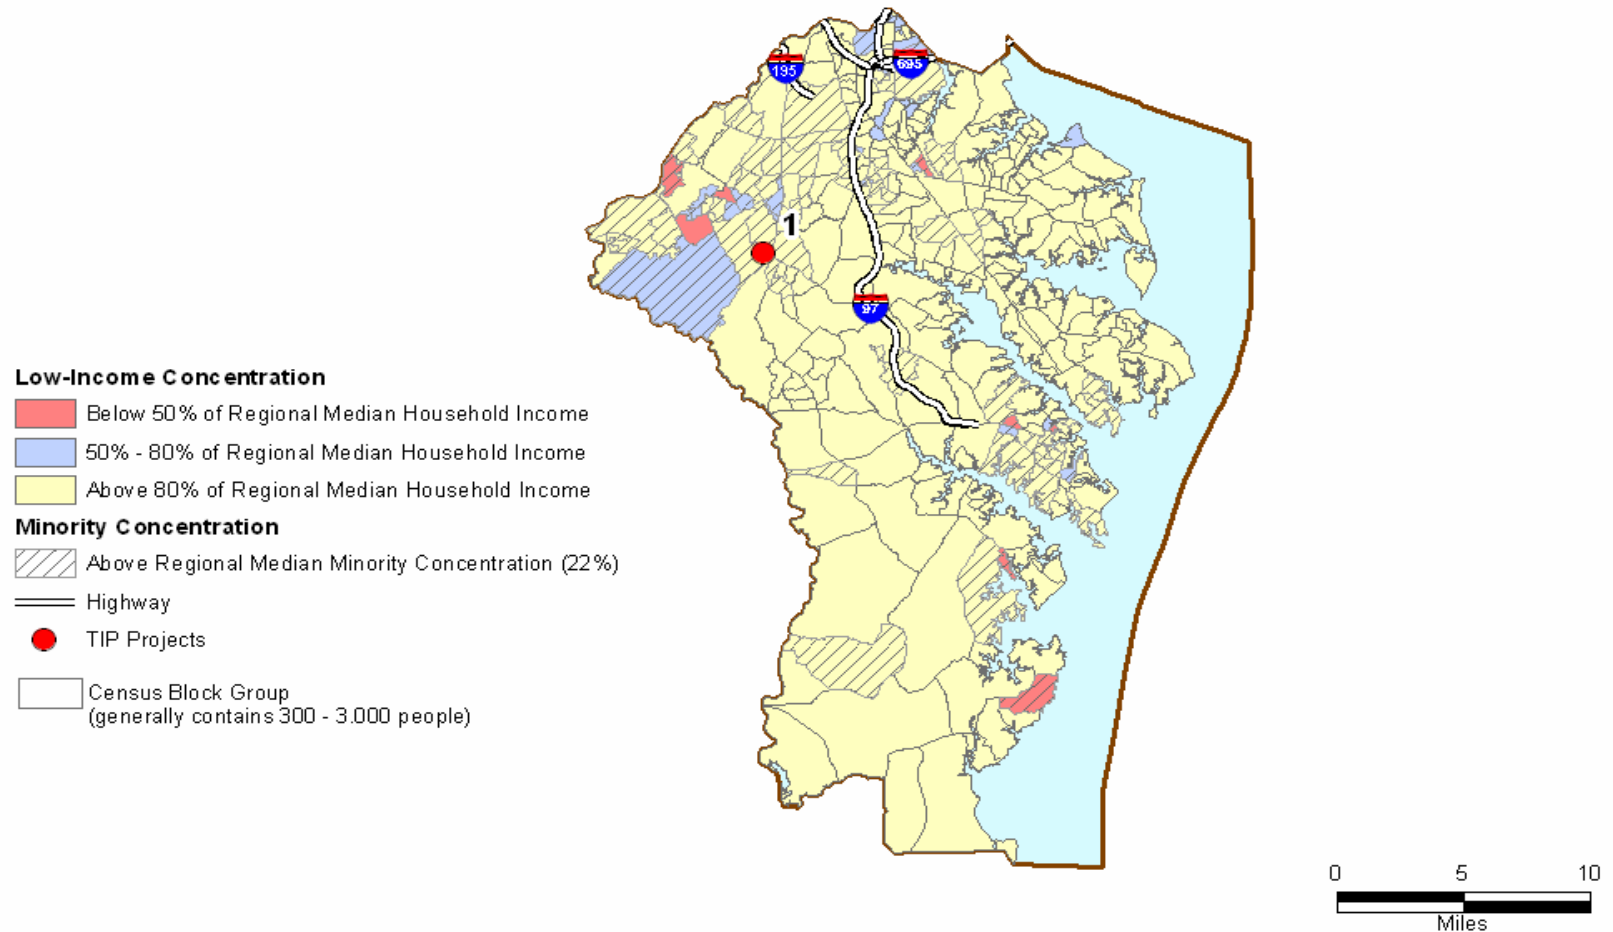 195
695
1
97
Low-Income Concentration
Below 50% of Regional Median Household Income
50% - 80% of Regional Median Household Income
Above 80% of Regional Median Household Income
Minority Concentration
Above Regional Median Minority Concentration (22%)
Highway
TIP Projects
Census Block Group
(generally contains 300 - 3.000 people)
0 5 10
Miles